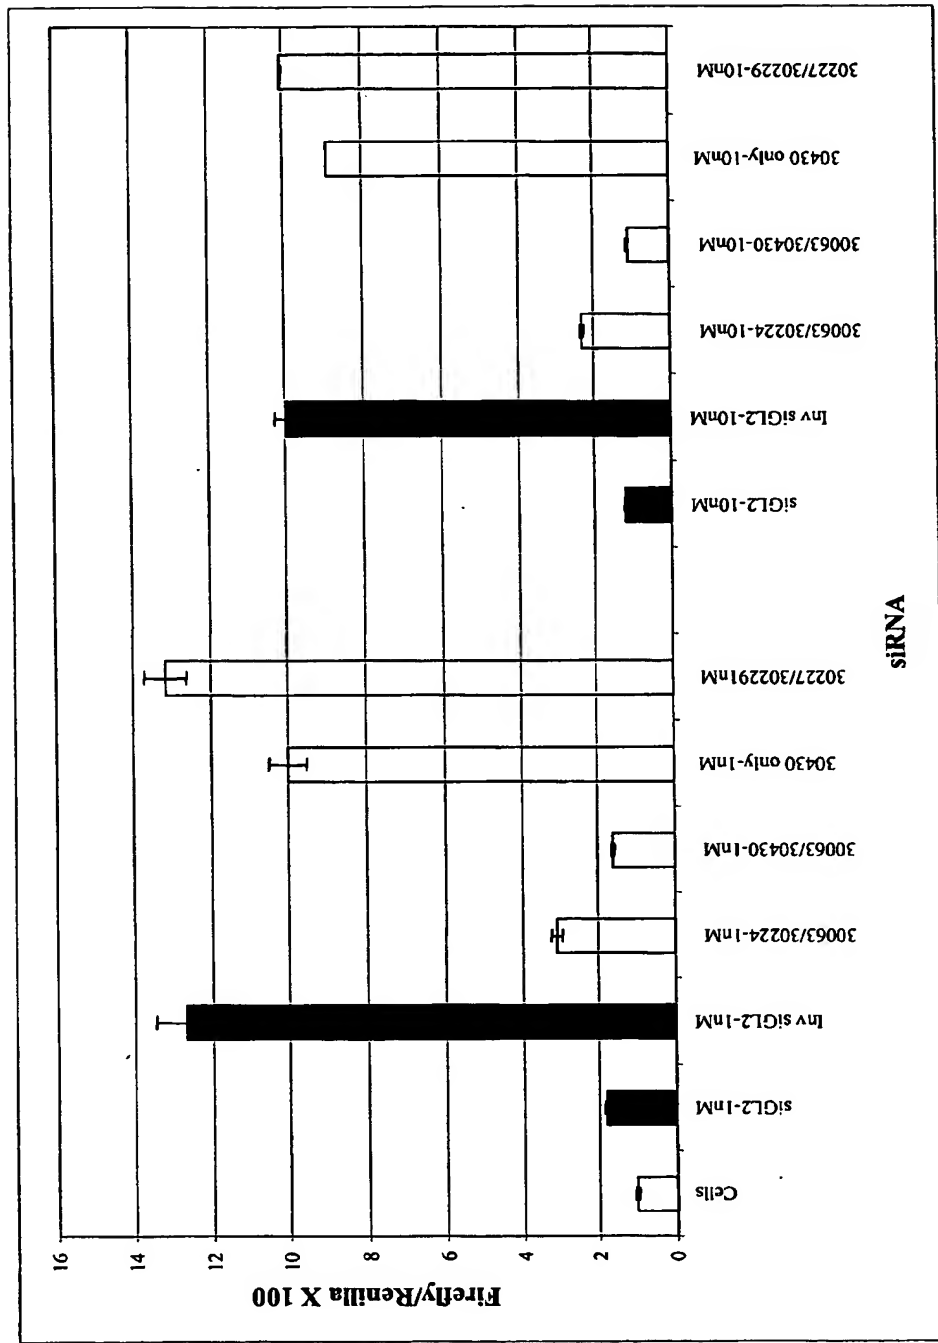 Firefly/Renilla X 100
16
14
12
10
8
6
4
2
0
Cells
siGL2-1nM
Inv siGL2-1nM
30063/30224-1nM
30063/30430-1nM
30430 only-1nM
30227/302291nM
siGL2-10nM
Inv siGL2-10nM
30063/30224-10nM
30063/30430-10nM
30430 only-10nM
30227/30229-10nM
siRNA